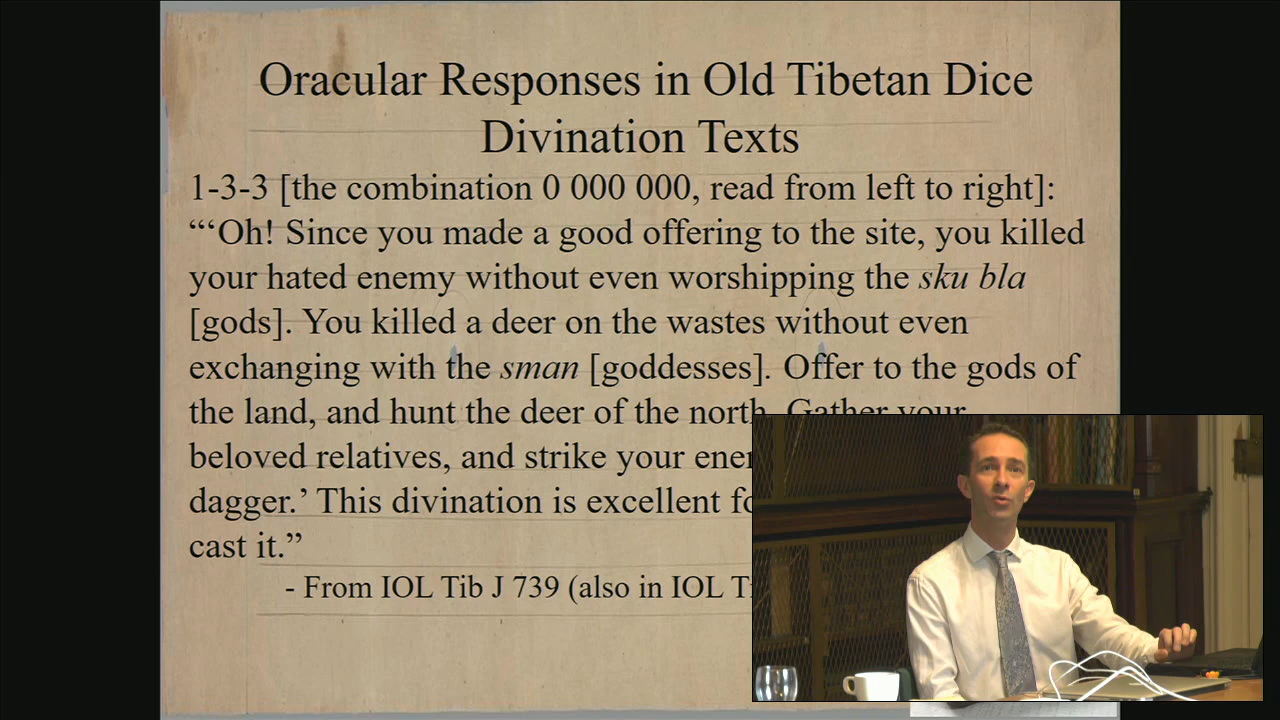 Oracular Responses in Old Tibetan Dice
Divination Texts
1-3-3 [the combination 0 000 000, read from left to right]:
“‘Oh! Since you made a good offering to the site, you killed
your hated enemy without even worshipping the sku bla
[gods]. You killed a deer on the wastes without even
exchanging with the sman [goddesses]. Offer to the gods of
the land, and hunt the deer of the north. Gather your
beloved relatives, and strike your
dagger.’ This divination is excellent
cast it.”
- From IOL Tib J 739 (also in IOL